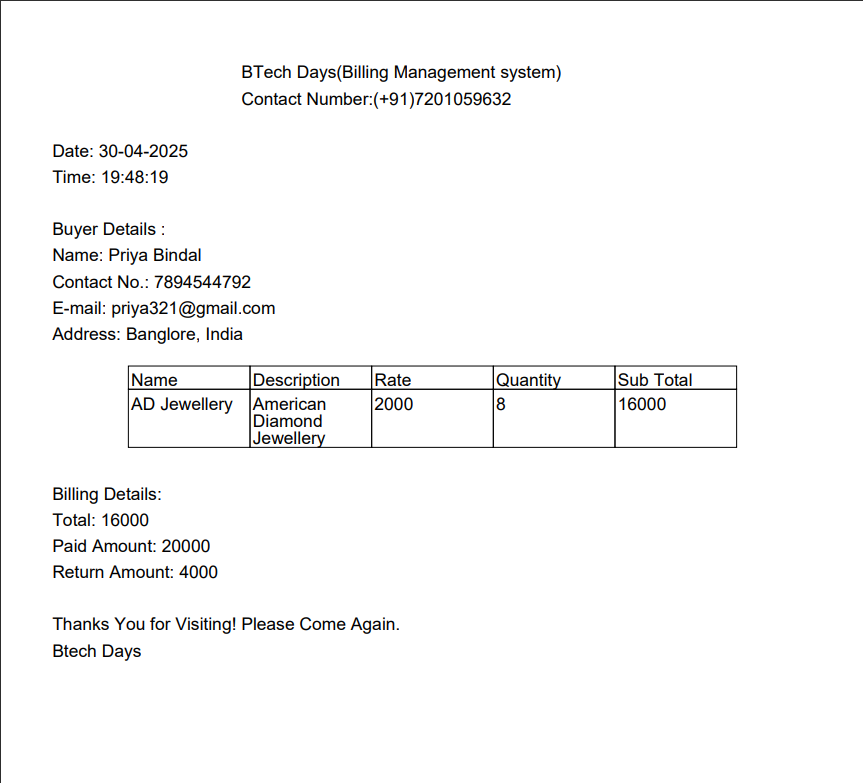 BTech Days(Billing Management system)
Contact Number:(+91)7201059632
Date: 30-04-2025
Time: 19:48:19
Buyer Details :
Name: Priya Bindal
Contact No.: 7894544792
E-mail: priya321@gmail.com
Address: Banglore, India
Name Description Rate Quantity Sub Total
AD Jewellery American 2000 8 16000
Diamond
Jewellery
Billing Details:
Total: 16000
Paid Amount: 20000
Return Amount: 4000
Thanks You for Visiting! Please Come Again.
Btech Days